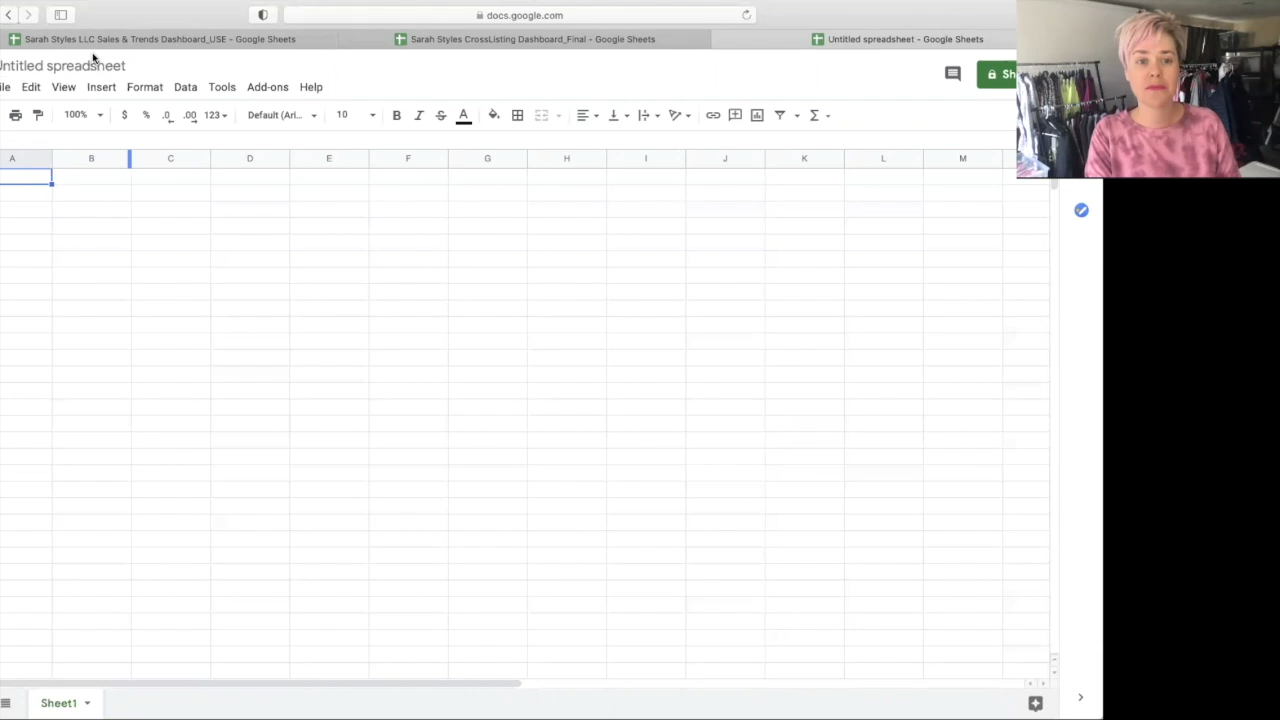 docs.google.com
Sarah Styles LLC Sales & Trends Dashboard_USE - Google Sheets
Sarah Styles CrossListing Dashboard_Final - Google Sheets
Untitled spreadsheet - Google Sheets
Untitled spreadsheet
Sh
ile Edit View Insert Format Data Tools Add-ons Help
100% $ % .0 .00 123 Default (Ari... 10 B I S A
A B C D E F G H I J K L M
Sheet1